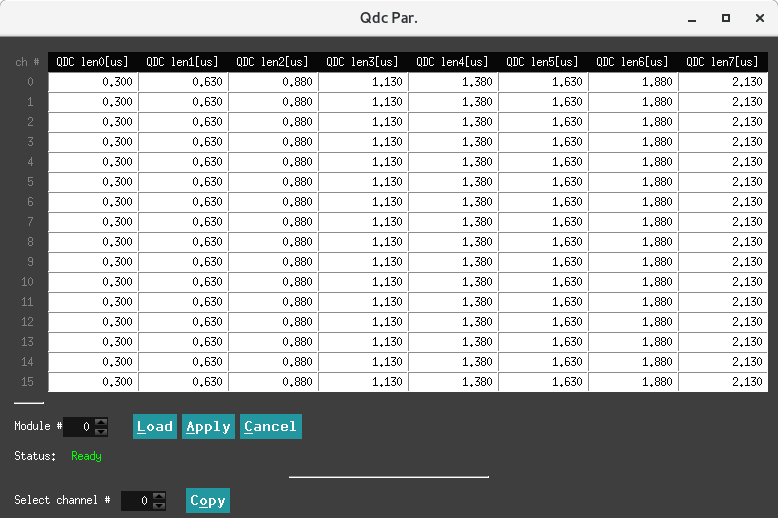 Qdc Par.
ch # QDC len0[us] QDC len1[us] QDC len2[us] QDC len3[us] QDC len4[us] QDC len5[us] QDC len6[us] QDC len7[us]
0 0.300 0.630 0.880 1.130 1.380 1.630 1.880 2.130
1 0.300 0.630 0.880 1.130 1.380 1.630 1.880 2.130
2 0.300 0.630 0.880 1.130 1.380 1.630 1.880 2.130
3 0.300 0.630 0.880 1.130 1.380 1.630 1.880 2.130
4 0.300 0.630 0.880 1.130 1.380 1.630 1.880 2.130
5 0.300 0.630 0.880 1.130 1.380 1.630 1.880 2.130
6 0.300 0.630 0.880 1.130 1.380 1.630 1.880 2.130
7 0.300 0.630 0.880 1.130 1.380 1.630 1.880 2.130
8 0.300 0.630 0.880 1.130 1.380 1.630 1.880 2.130
9 0.300 0.630 0.880 1.130 1.380 1.630 1.880 2.130
10 0.300 0.630 0.880 1.130 1.380 1.630 1.880 2.130
11 0.300 0.630 0.880 1.130 1.380 1.630 1.880 2.130
12 0.300 0.630 0.880 1.130 1.380 1.630 1.880 2.130
13 0.300 0.630 0.880 1.130 1.380 1.630 1.880 2.130
14 0.300 0.630 0.880 1.130 1.380 1.630 1.880 2.130
15 0.300 0.630 0.880 1.130 1.380 1.630 1.880 2.130
Module # 0 Load Apply Cancel
Status: Ready
Select channel # 0 Copy